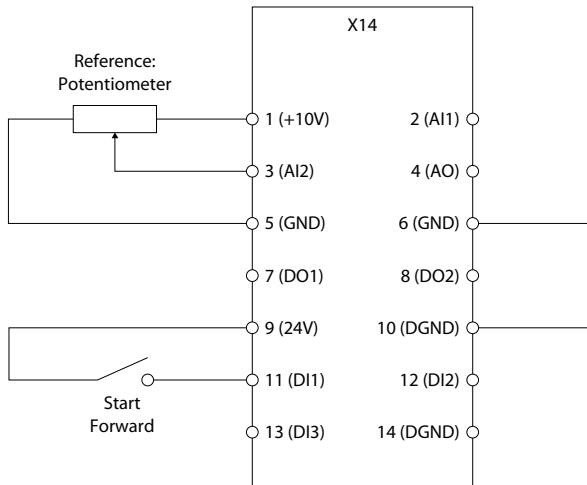 X14
Reference:
Potentiometer
1 (+10V)
2 (AI1)
3 (AI2)
4 (AO)
5 (GND)
6 (GND)
7 (DO1)
8 (DO2)
9 (24V)
10 (DGND)
11 (DI1)
12 (DI2)
Start
Forward
13 (DI3)
14 (DGND)